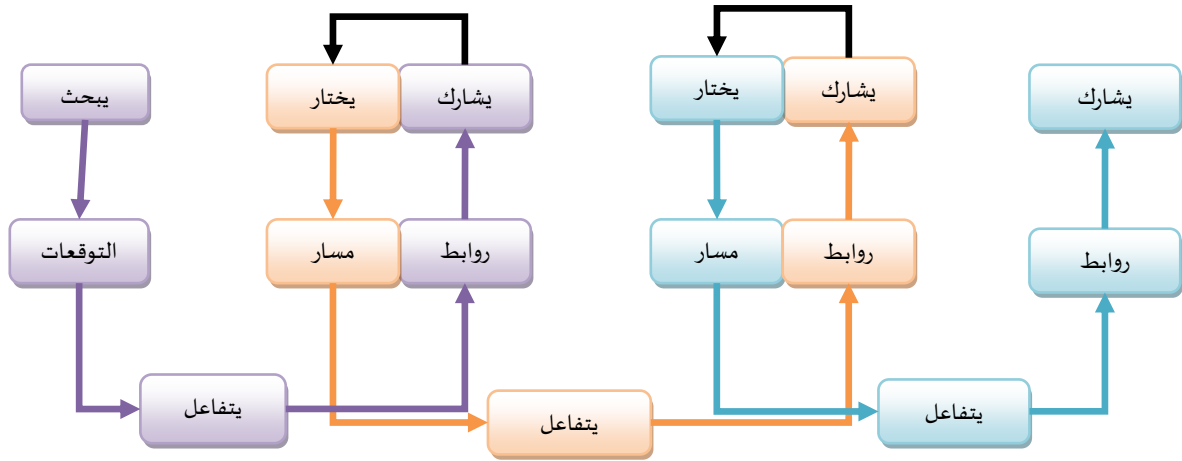 يبحث
التوقعات
يتفاعل
روابط
يشارك
يختار
مسار
يتفاعل
روابط
يشارك
يختار
مسار
يتفاعل
روابط
يشارك